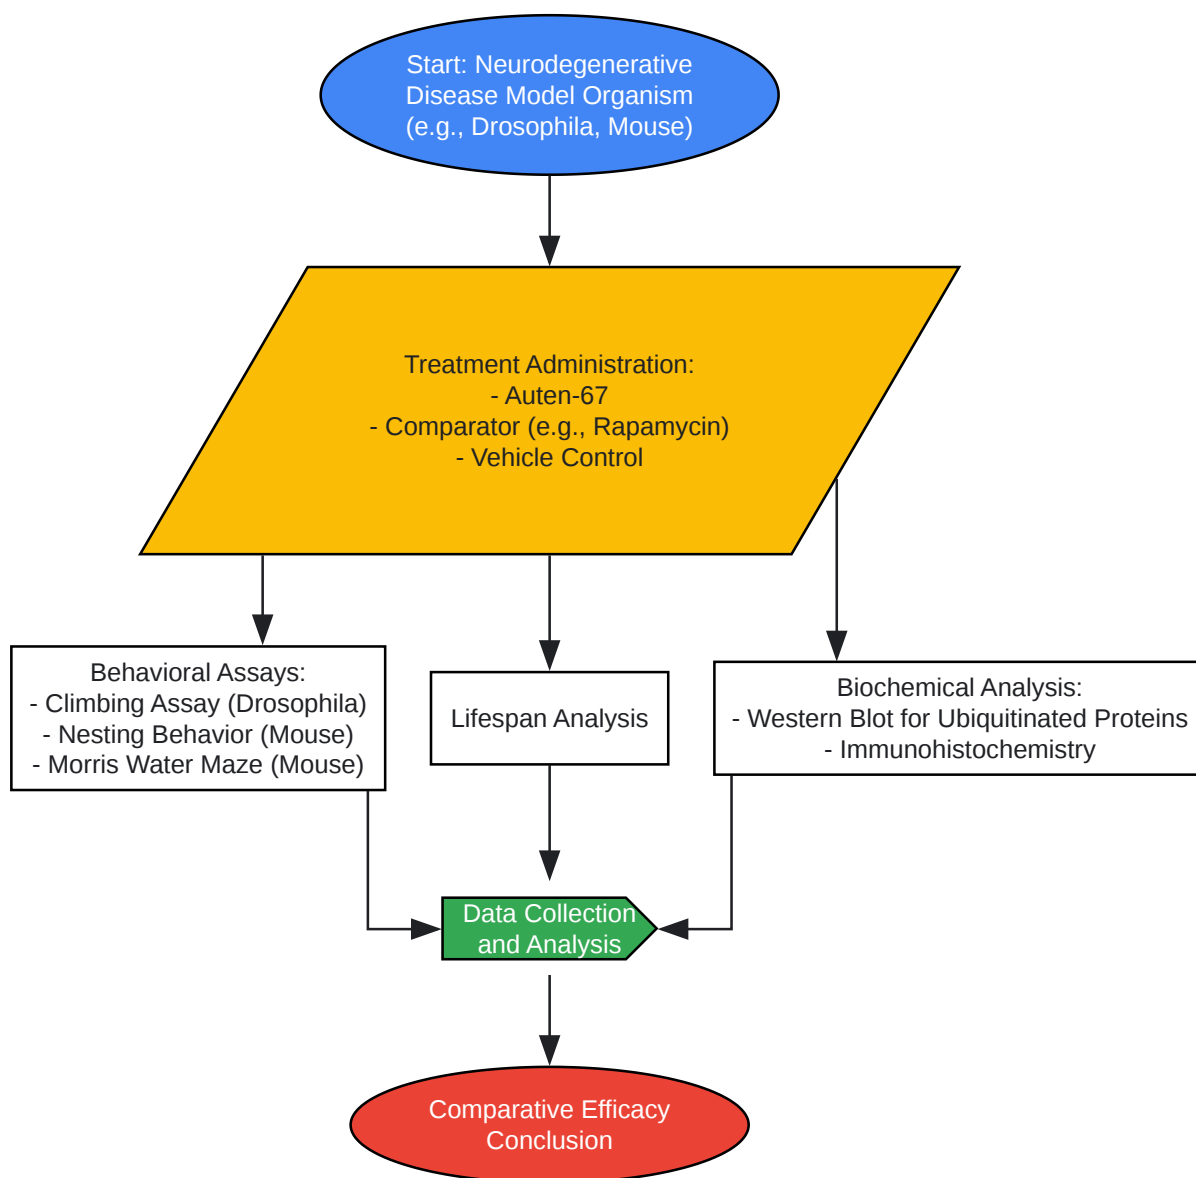 Start: Neurodegenerative
Disease Model Organism
(e.g., Drosophila, Mouse)
Treatment Administration:
- Auten-67
- Comparator (e.g., Rapamycin)
- Vehicle Control
Behavioral Assays:
- Climbing Assay (Drosophila)
- Nesting Behavior (Mouse)
- Morris Water Maze (Mouse)
Lifespan Analysis
Biochemical Analysis:
- Western Blot for Ubiquitinated Proteins
- Immunohistochemistry
Data Collection
and Analysis
Comparative Efficacy
Conclusion